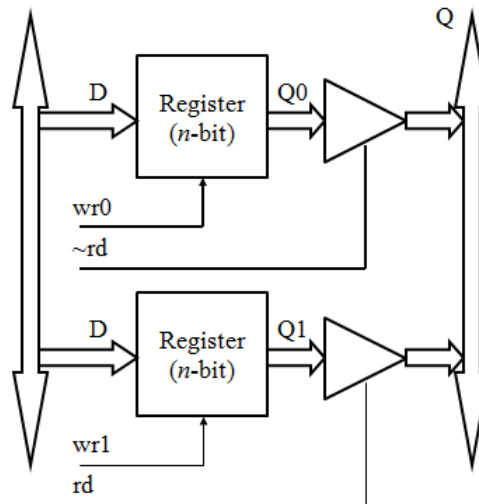 Q
D
Register
(n-bit)
Q0
wr0
~rd
D
Register
(n-bit)
Q1
wr1
rd